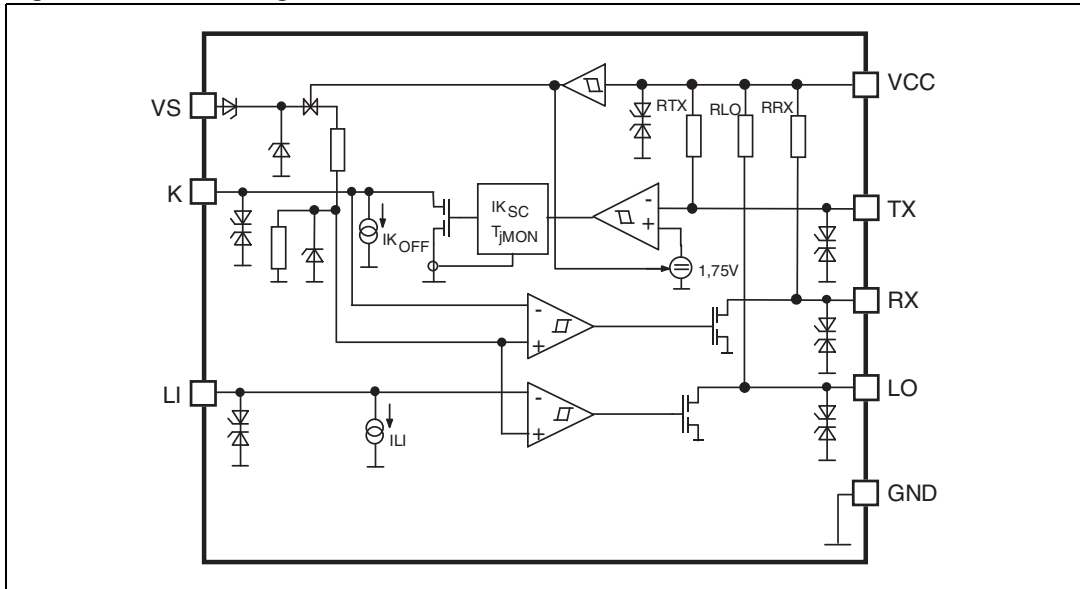 VCC
VS
RTX
RLO
RRX
K
IKSC
TjMON
TX
IKOFF
-
+
1,75V
RX
-
+
LI
LO
-
+
ILI
GND